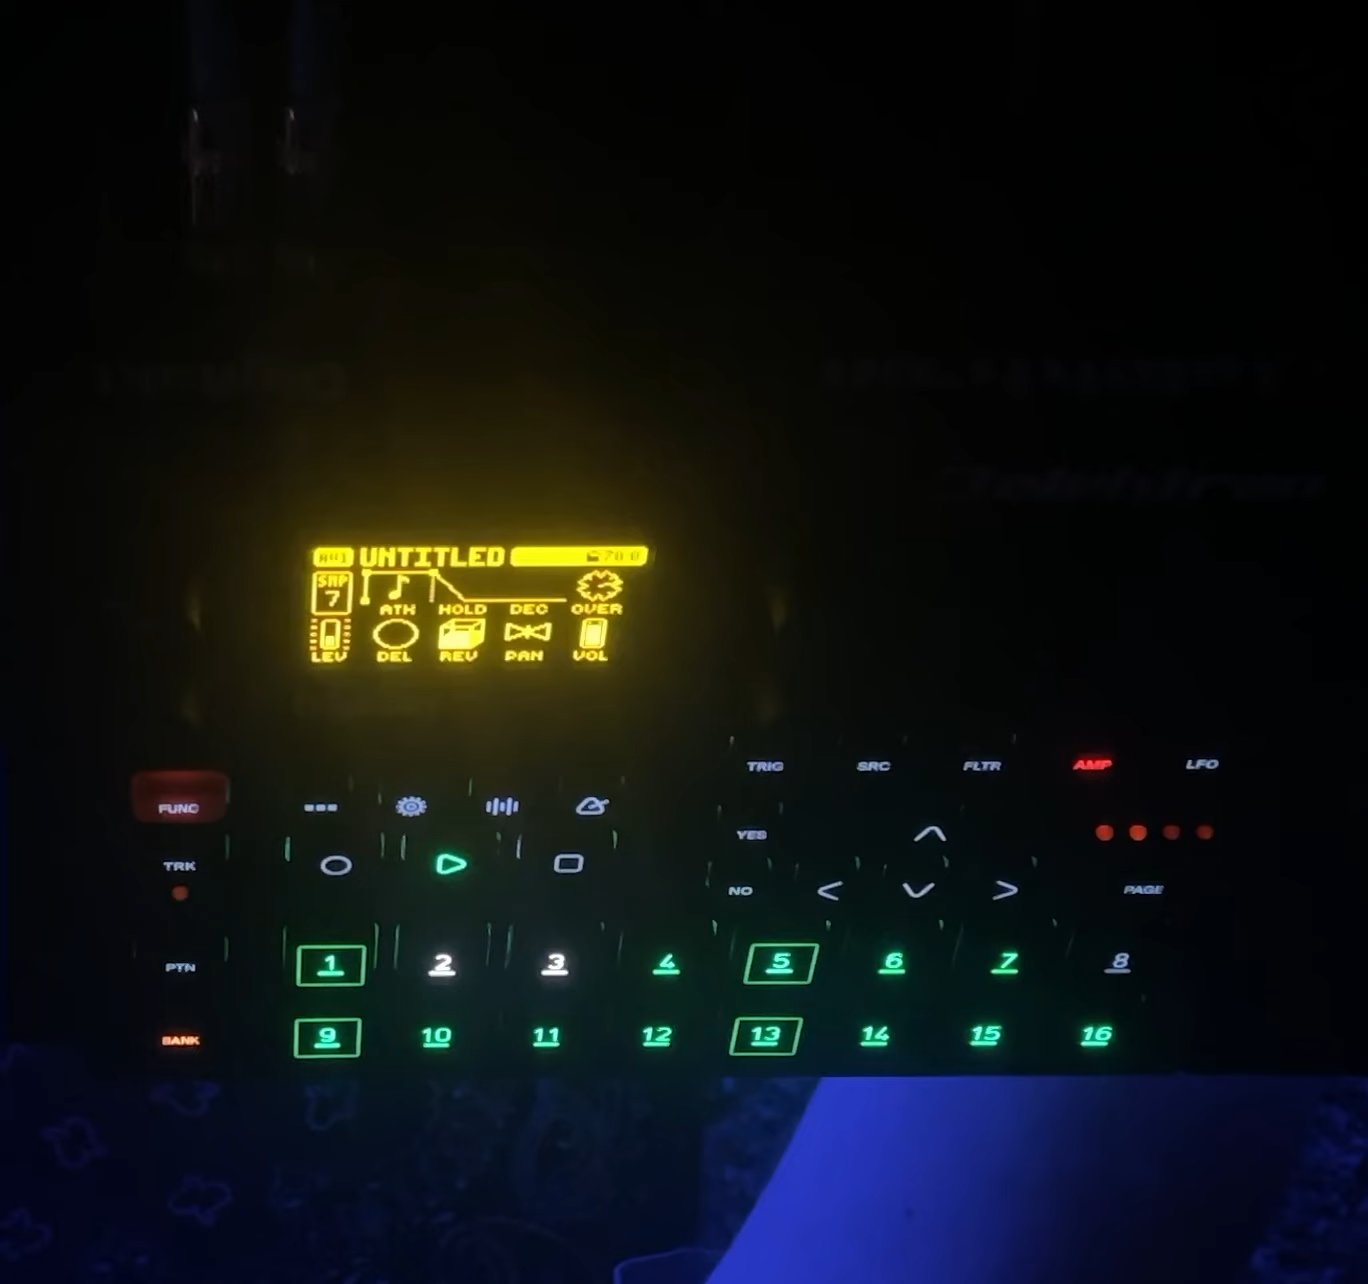 UNTITLED
SMP
7
ATK HOLD DEC OVER
LEV DEL REV PAN VOL
TRIG SRC FLTR AMP LFO
FUNC
YES
TRK
NO PAGE
PTN 1 2 3 4 5 6 7 8
BANK 9 10 11 12 13 14 15 16